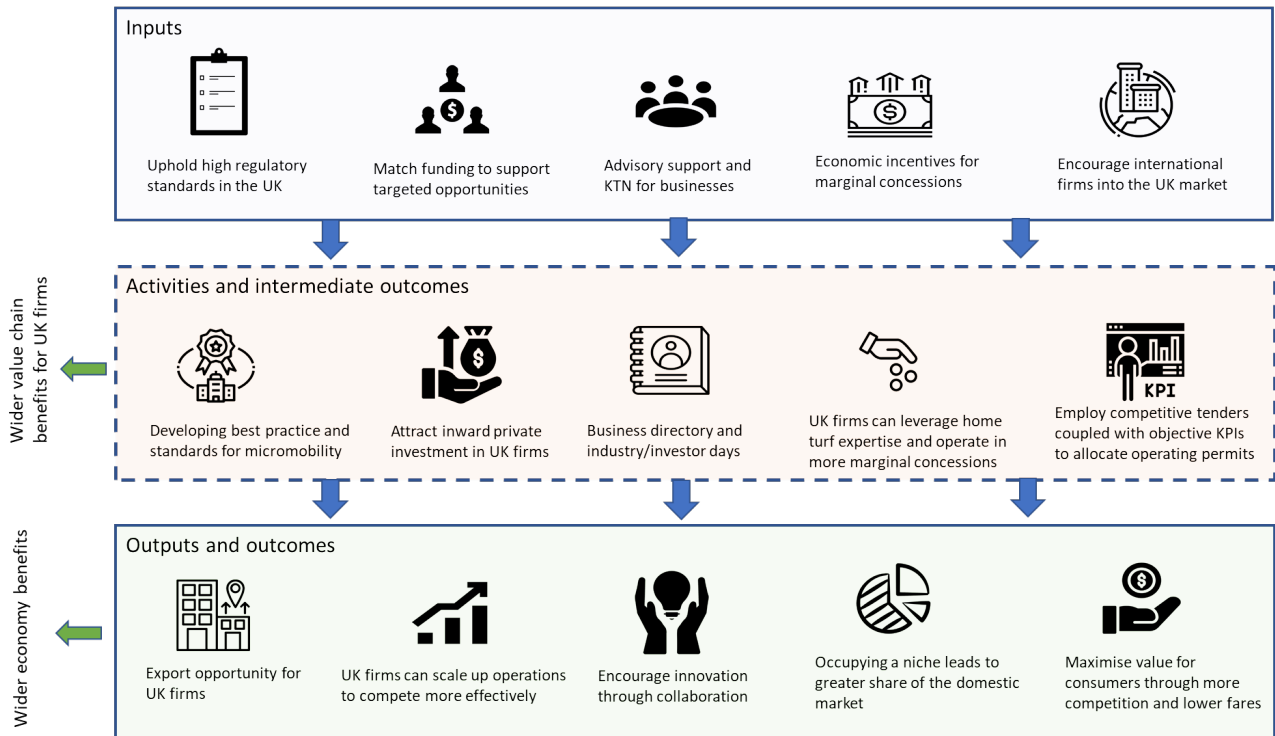 Inputs
Uphold high regulatory
standards in the UK
Match funding to support
targeted opportunities
Advisory support and
KTN for businesses
Economic incentives for
marginal concessions
Encourage international
firms into the UK market
Wider value chain
benefits for UK firms
Activities and intermediate outcomes
Developing best practice and
standards for micromobility
Attract inward private
investment in UK firms
Business directory and
industry/investor days
UK firms can leverage home
turf expertise and operate in
more marginal concessions
KPI
Employ competitive tenders
coupled with objective KPIs
to allocate operating permits
Wider economy benefits
Outputs and outcomes
Export opportunity for
UK firms
UK firms can scale up operations
to compete more effectively
Encourage innovation
through collaboration
Occupying a niche leads to
greater share of the domestic
market
Maximise value for
consumers through more
competition and lower fares